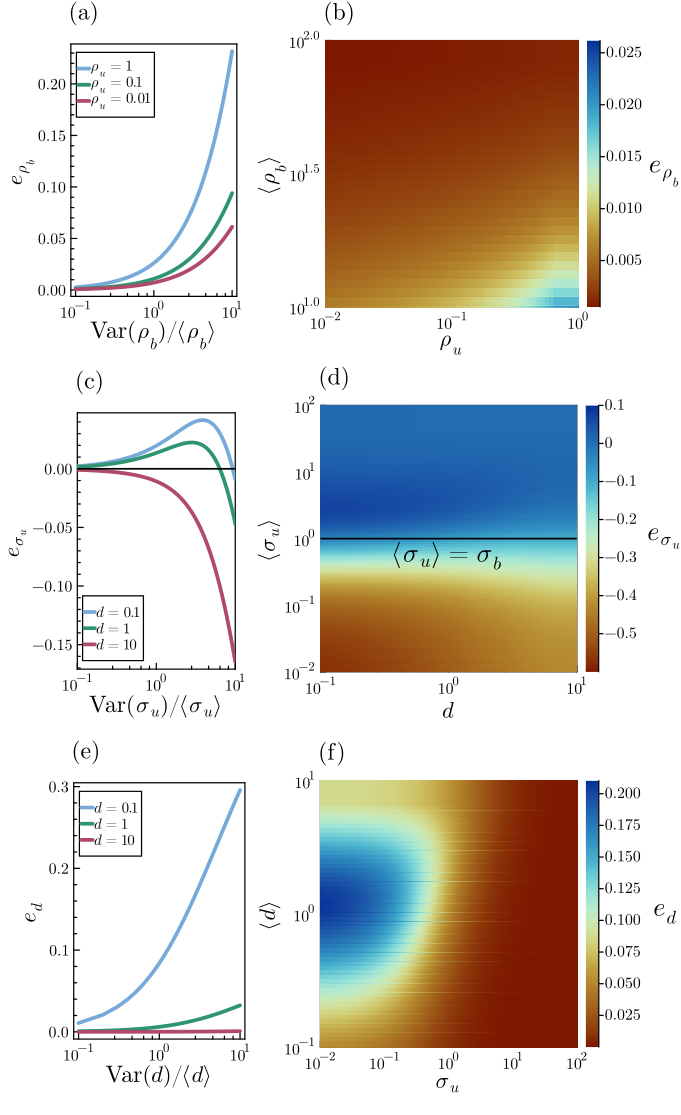 (a)
e_{ρ_b}
0.20
0.15
0.10
0.05
0.00
ρ_u = 1
ρ_u = 0.1
ρ_u = 0.01
10^{-1}
10^{0}
10^{1}
Var(ρ_b)/⟨ρ_b⟩
(b)
⟨ρ_b⟩
10^{2.0}
10^{1.5}
10^{1.0}
10^{-2}
10^{-1}
10^{0}
ρ_u
0.025
0.020
0.015
0.010
0.005
e_{ρ_b}
(c)
e_{σ_u}
0.00
−0.05
−0.10
−0.15
d = 0.1
d = 1
d = 10
10^{-1}
10^{0}
10^{1}
Var(σ_u)/⟨σ_u⟩
(d)
⟨σ_u⟩
10^{2}
10^{1}
10^{0}
10^{-1}
10^{-2}
⟨σ_u⟩ = σ_b
10^{-1}
10^{0}
10^{1}
d
0.1
0
−0.1
−0.2
−0.3
−0.4
−0.5
e_{σ_u}
(e)
e_d
0.3
0.2
0.1
0.0
d = 0.1
d = 1
d = 10
10^{-1}
10^{0}
10^{1}
Var(d)/⟨d⟩
(f)
⟨d⟩
10^{1}
10^{0}
10^{-1}
10^{-2}
10^{-1}
10^{0}
10^{1}
10^{2}
σ_u
0.200
0.175
0.150
0.125
0.100
0.075
0.050
0.025
e_d